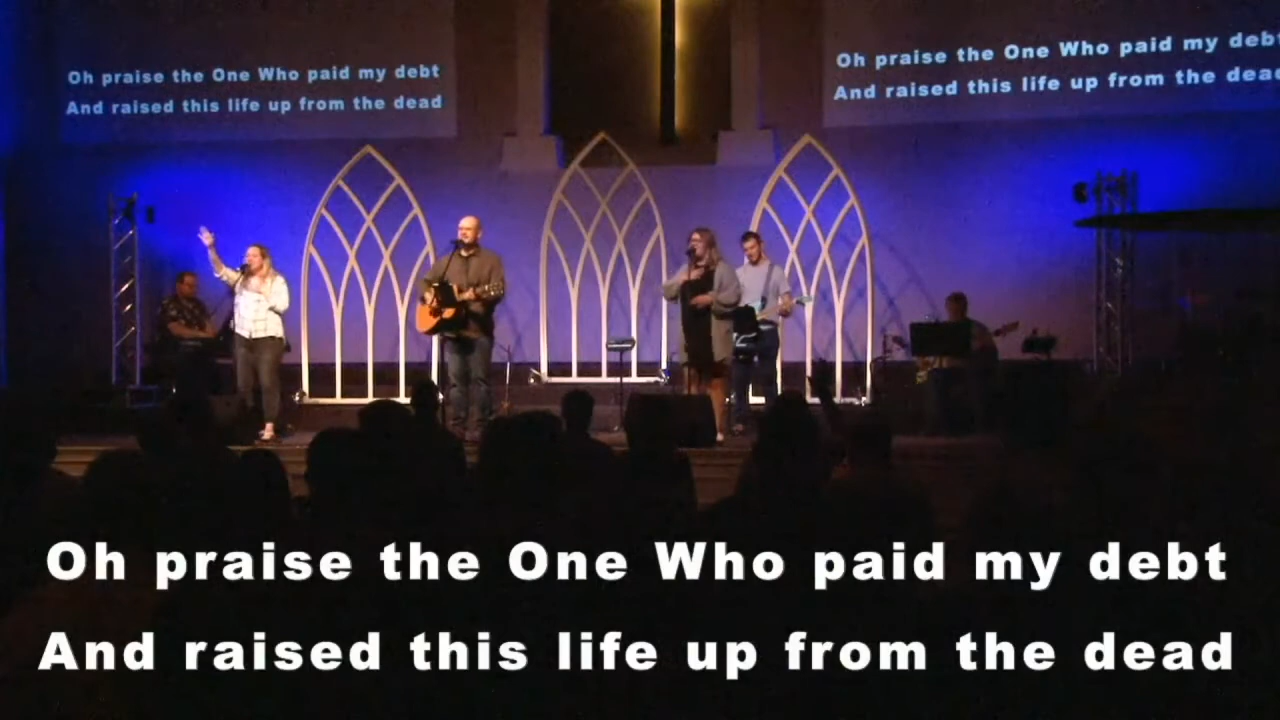 Oh praise the One Who paid my debt
And raised this life up from the dead
Oh praise the One Who paid my debt
And raised this life up from the dead
Oh praise the One Who paid my debt
And raised this life up from the dead